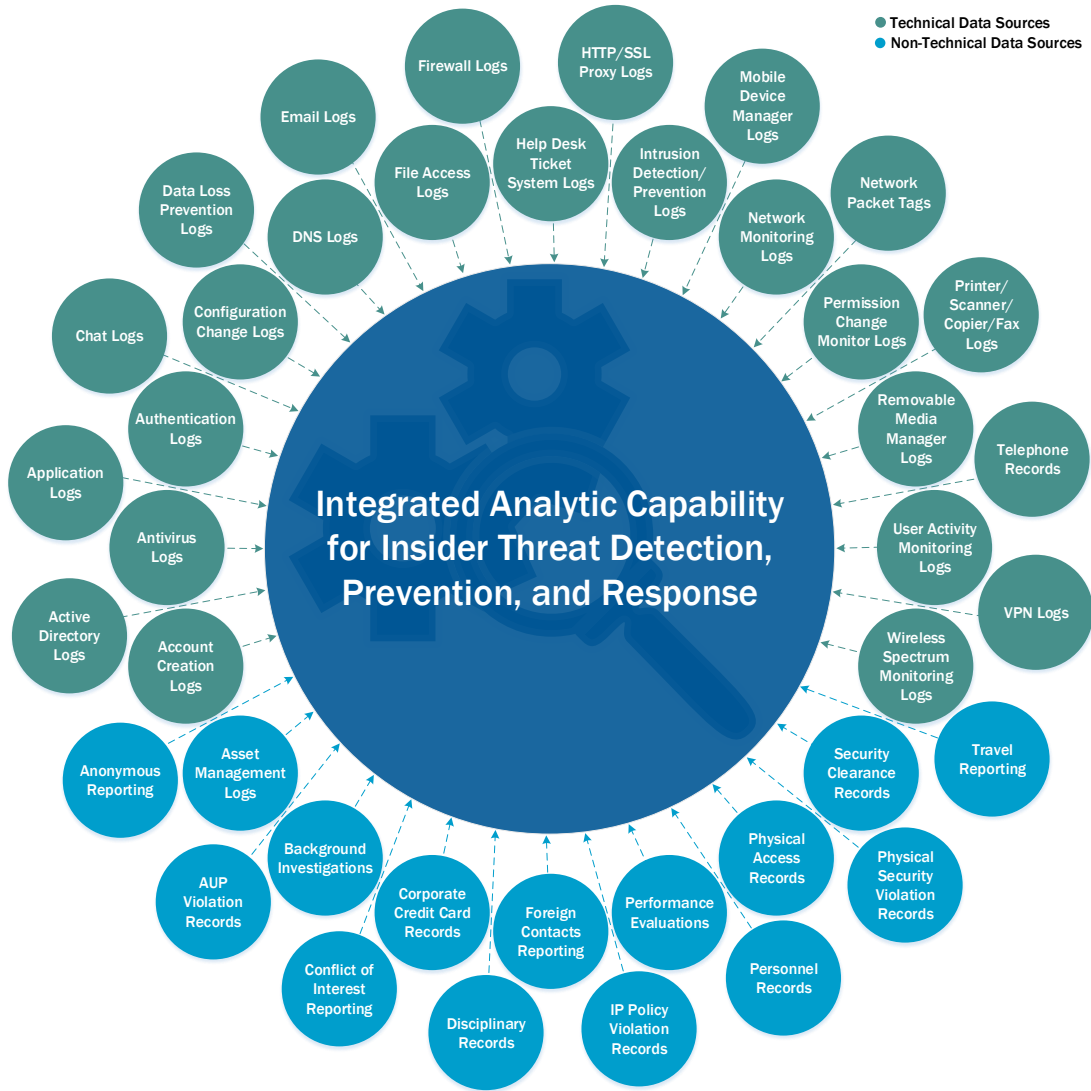 Technical Data Sources
Non-Technical Data Sources
HTTP/SSL
Proxy Logs
Firewall Logs
Mobile
Device
Manager
Logs
Email Logs
Help Desk
Ticket
System Logs
File Access
Logs
Intrusion
Detection/
Prevention
Logs
Network
Packet Tags
Data Loss
Prevention
Logs
DNS Logs
Network
Monitoring
Logs
Printer/
Scanner/
Copier/Fax
Logs
Configuration
Change Logs
Permission
Change
Monitor Logs
Chat Logs
Authentication
Logs
Removable
Media
Manager
Logs
Telephone
Records
Application
Logs
Antivirus
Logs
User Activity
Monitoring
Logs
Integrated Analytic Capability
for Insider Threat Detection,
Prevention, and Response
VPN Logs
Active
Directory
Logs
Account
Creation
Logs
Wireless
Spectrum
Monitoring
Logs
Anonymous
Reporting
Asset
Management
Logs
Security
Clearance
Records
Travel
Reporting
AUP
Violation
Records
Background
Investigations
Physical
Access
Records
Physical
Security
Violation Records
Corporate
Credit Card
Records
Foreign
Contacts
Reporting
Performance
Evaluations
Conflict of
Interest
Reporting
Personnel
Records
Disciplinary
Records
IP Policy
Violation
Records